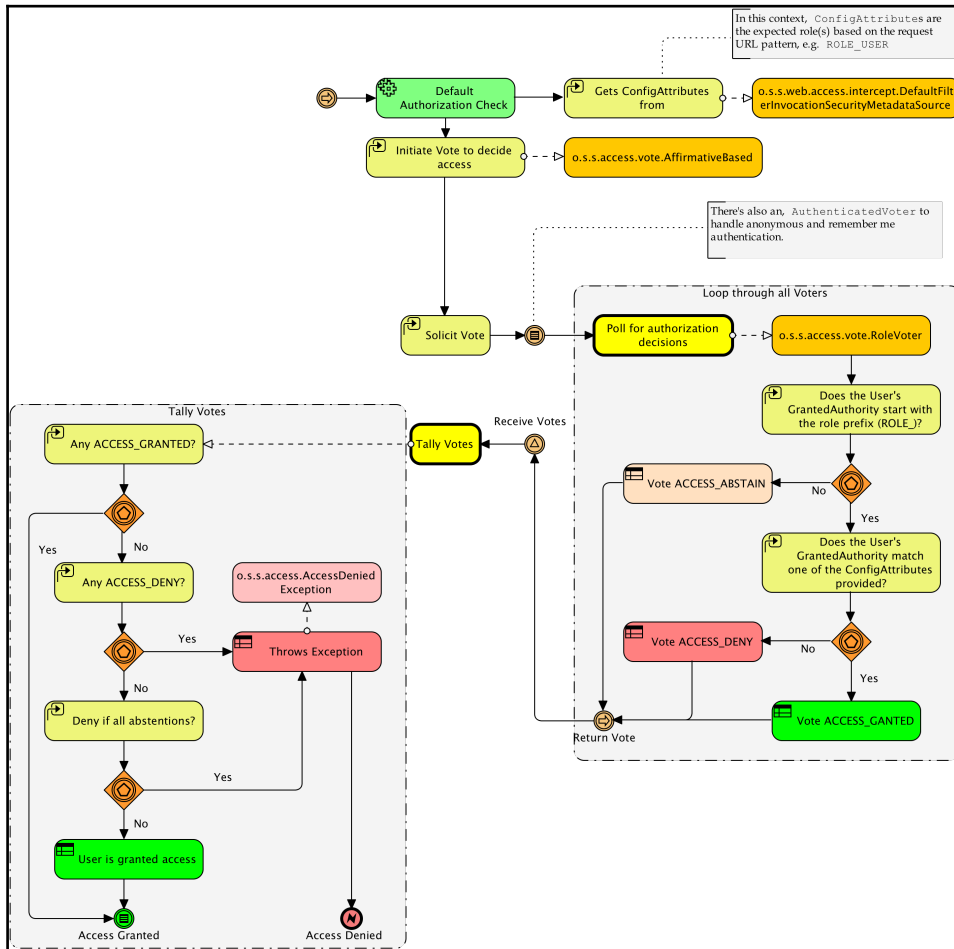 In this context, ConfigAttributes are
the expected role(s) based on the request
URL pattern, e.g. ROLE_USER
Default
Authorization Check
Gets ConfigAttributes
from
o.s.s.web.access.intercept.DefaultFilt
erInvocationSecurityMetadataSource
Initiate Vote to decide
access
o.s.s.access.vote.AffirmativeBased
There's also an, AuthenticatedVoter to
handle anonymous and remember me
authentication.
Loop through all Voters
Solicit Vote
Poll for authorization
decisions
o.s.s.access.vote.RoleVoter
Does the User's
GrantedAuthority start with
the role prefix (ROLE_)?
Tally Votes
Any ACCESS_GRANTED?
Tally Votes
Receive Votes
Vote ACCESS_ABSTAIN
No
Yes
Does the User's
GrantedAuthority match
one of the ConfigAttributes
provided?
Yes
No
Any ACCESS_DENY?
o.s.s.access.AccessDenied
Exception
Yes
Throws Exception
Vote ACCESS_DENY
No
Yes
No
Deny if all abstentions?
Vote ACCESS_GANTED
Return Vote
Yes
No
User is granted access
Access Granted
Access Denied